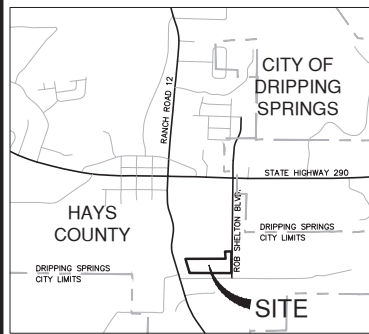 CITY OF
DRIPPING
SPRINGS
RANCH ROAD 12
STATE HIGHWAY 290
HAYS
COUNTY
ROB SHELTON BLVD.
DRIPPING SPRINGS
CITY LIMITS
DRIPPING SPRINGS
CITY LIMITS
SITE